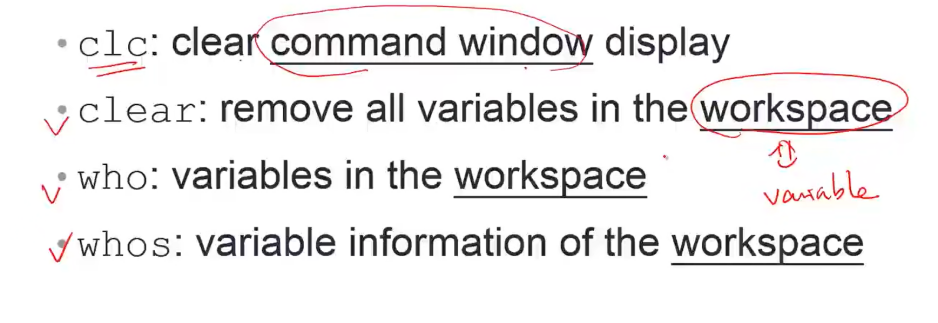 • clc: clear command window display
• clear: remove all variables in the workspace
• who: variables in the workspace
variable
• whos: variable information of the workspace